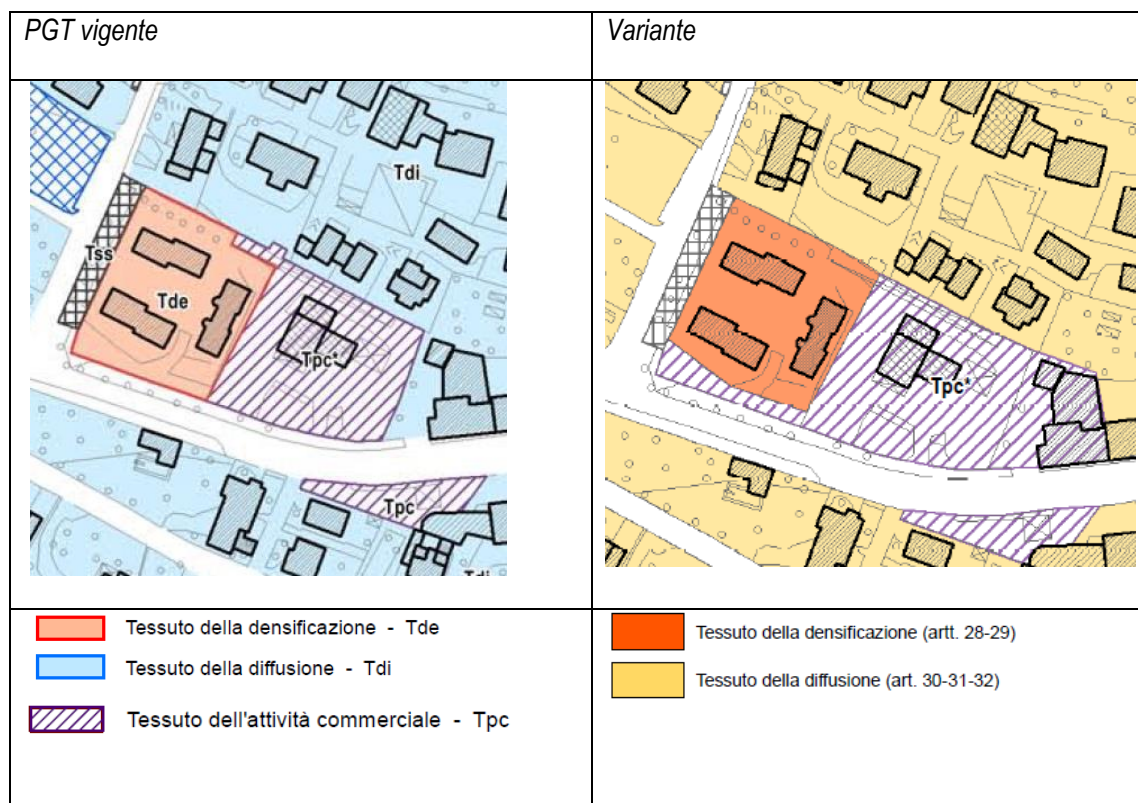 PGT vigente
Variante
Tdi
Tss
Tde
Tpc*
Tpc
Tdi
Tpc*
Tessuto della densificazione - Tde
Tessuto della diffusione - Tdi
Tessuto dell'attività commerciale - Tpc
Tessuto della densificazione (artt. 28-29)
Tessuto della diffusione (art. 30-31-32)